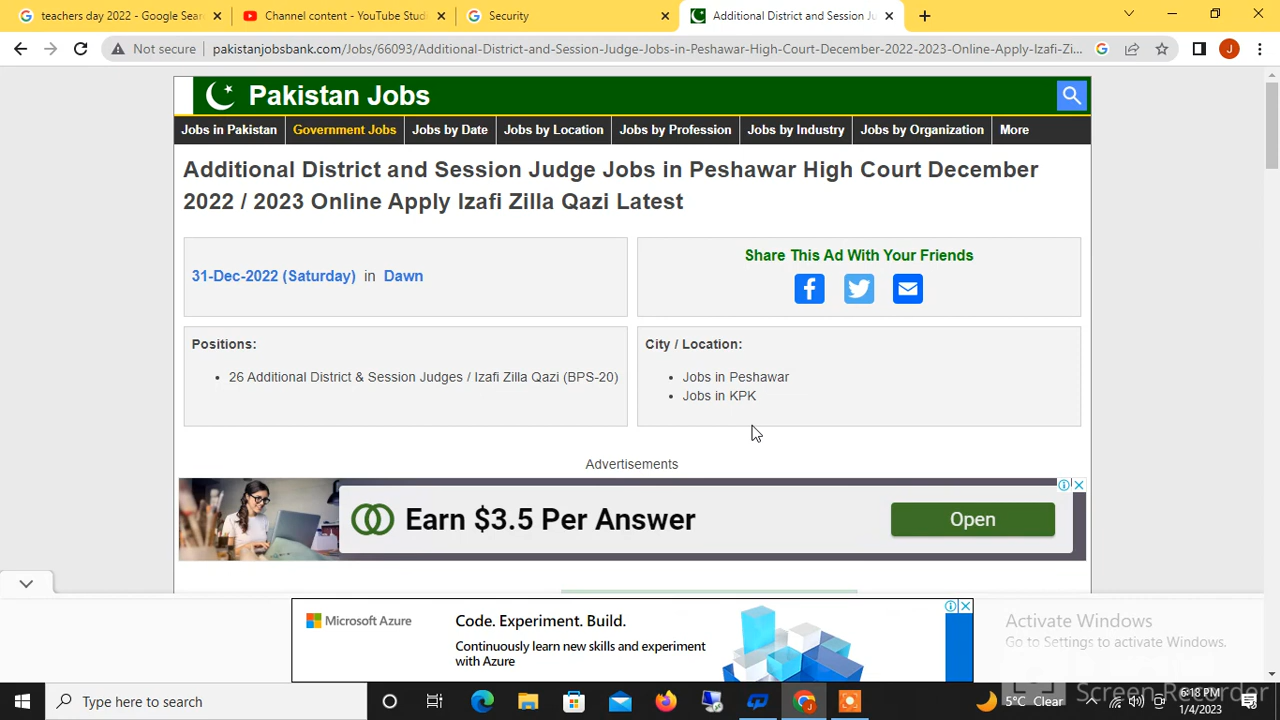 teachers day 2022 - Google Sear
Channel content - YouTube Studi
Security
Additional District and Session Ju
Not secure
pakistanjobsbank.com/Jobs/66093/Additional-District-and-Session-Judge-Jobs-in-Peshawar-High-Court-December-2022-2023-Online-Apply-Izafi-Zi...
J
Pakistan Jobs
Jobs in Pakistan
Government Jobs
Jobs by Date
Jobs by Location
Jobs by Profession
Jobs by Industry
Jobs by Organization
More
Additional District and Session Judge Jobs in Peshawar High Court December
2022 / 2023 Online Apply Izafi Zilla Qazi Latest
31-Dec-2022 (Saturday) in Dawn
Share This Ad With Your Friends
Positions:
26 Additional District & Session Judges / Izafi Zilla Qazi (BPS-20)
City / Location:
Jobs in Peshawar
Jobs in KPK
Advertisements
Earn $3.5 Per Answer
Open
Microsoft Azure
Code. Experiment. Build.
Continuously learn new skills and experiment
with Azure
Activate Windows
Go to Settings to activate Windows.
Screen Recorder
Type here to search
5°C Clear
6:18 PM
1/4/2023